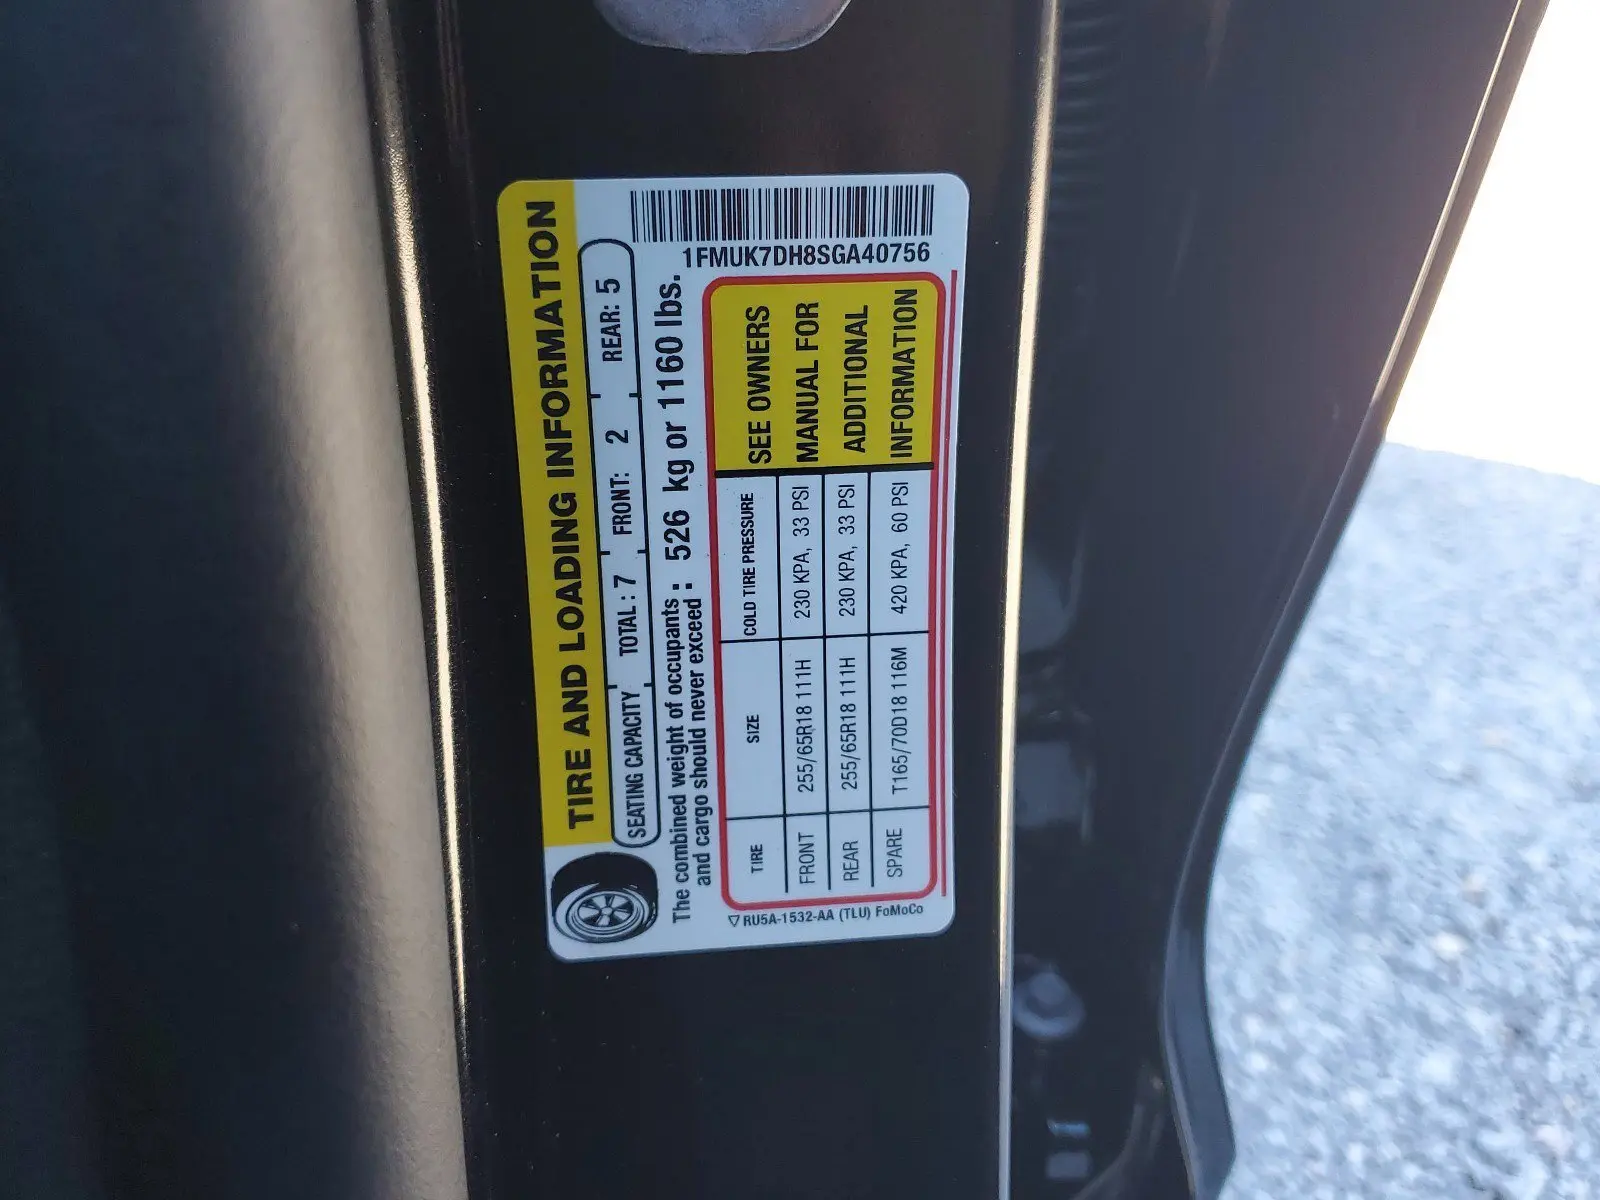 TIRE AND LOADING INFORMATION
SEATING CAPACITY TOTAL : 7 FRONT: 2 REAR: 5
The combined weight of occupants : 526 kg or 1160 lbs.
and cargo should never exceed :
1FMUK7DH8SGA40756
TIRE SIZE COLD TIRE PRESSURE
FRONT 255/65R18 111H 230 KPA, 33 PSI
REAR 255/65R18 111H 230 KPA, 33 PSI
SPARE T165/70D18 116M 420 KPA, 60 PSI
SEE OWNERS
MANUAL FOR
ADDITIONAL
INFORMATION
RU5A-1532-AA (TLU) FoMoCo